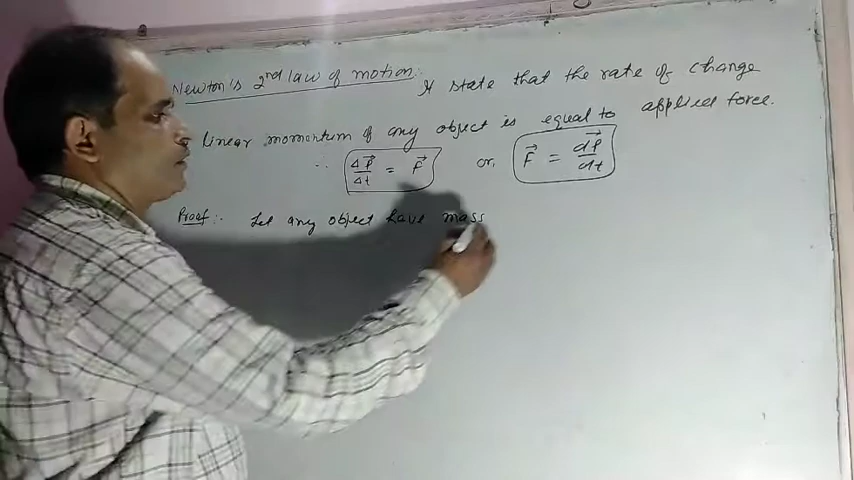 Newton's 2nd law of motion:- It state that the rate of change
linear momentum of any object is equal to applied force.
∴ Δp⃗/Δt = F⃗ or, F⃗ = dp⃗/dt
Proof:- Let any object have mass